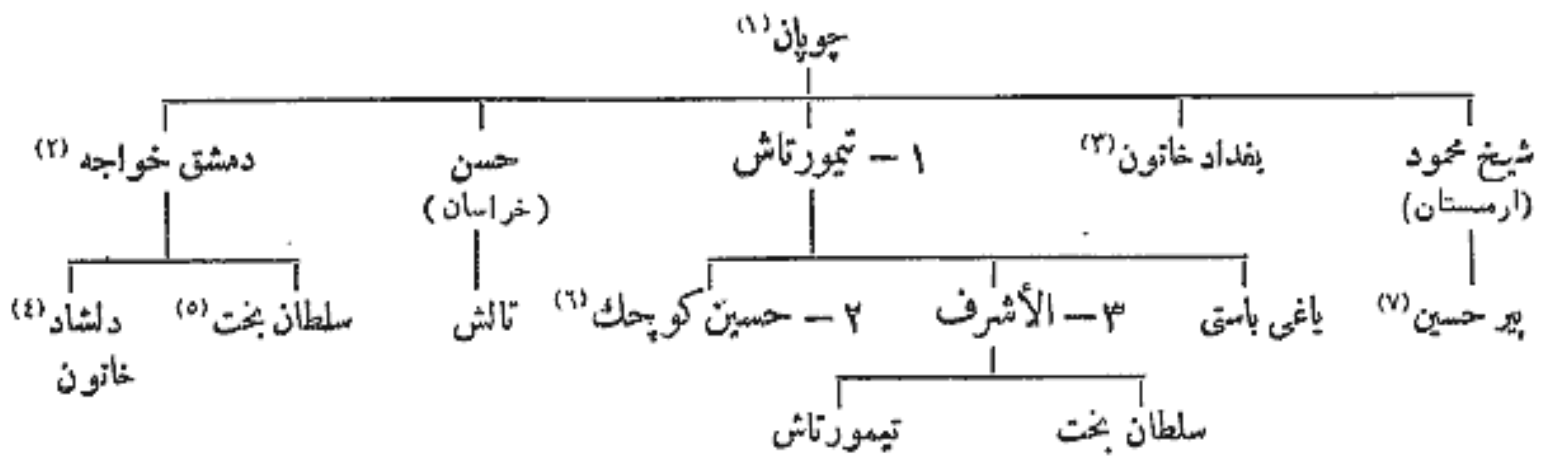 چوپان (١)
شيخ محمود
(ارمستان)
بغداد خاتون (٣)
١ – تيمورتاش
حسن
(خراسان)
دمشق خواجه (٢)
پير حسين (٧)
ياغى باستى
٣ – الأشرف
٢ – حسين كوچك (٦)
تالش
سلطان بخت (٥)
دلشاد (٤)
خاتون
سلطان بخت
تيمورتاش